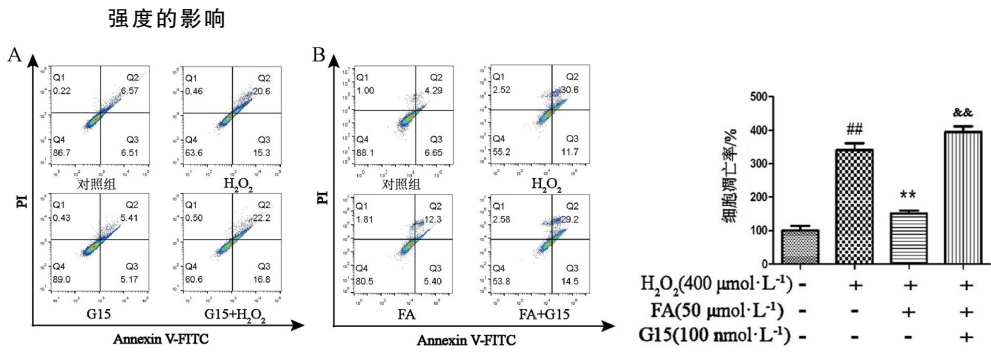 强度的影响
A
Q1
0.22
Q2
6.57
Q4
86.7
Q3
6.51
对照组
Q1
0.46
Q2
20.6
Q4
63.6
Q3
15.3
H₂O₂
Q1
0.43
Q2
5.41
Q4
89.0
Q3
5.17
G15
Q1
0.50
Q2
22.2
Q4
60.6
Q3
16.8
G15+H₂O₂
PI
Annexin V-FITC
B
Q1
1.00
Q2
4.29
Q4
88.1
Q3
6.65
对照组
Q1
2.52
Q2
30.6
Q4
55.2
Q3
11.7
H₂O₂
Q1
1.81
Q2
12.3
Q4
80.5
Q3
5.40
FA
Q1
2.58
Q2
29.2
Q4
53.8
Q3
14.5
FA+G15
PI
Annexin V-FITC
细胞凋亡率/%
500
400
300
200
100
0
##
**
&&
H₂O₂(400 μmol·L⁻¹) - + + +
FA(50 μmol·L⁻¹) - - + +
G15(100 nmol·L⁻¹) - - - +